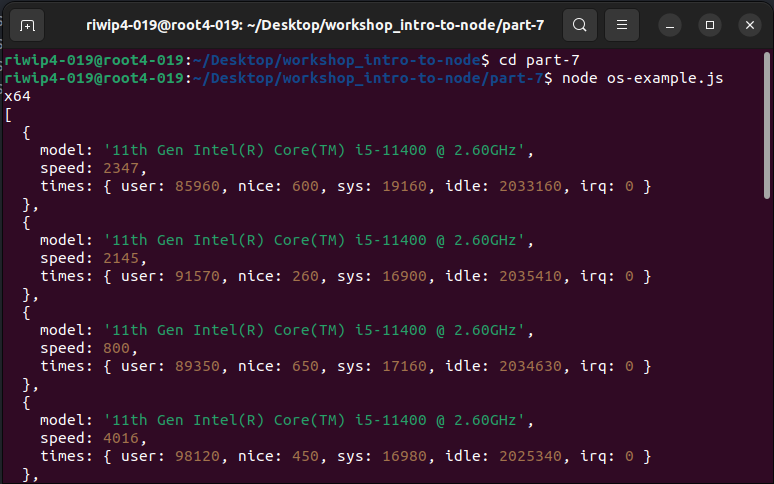 riwip4-019@root4-019: ~/Desktop/workshop_intro-to-node/part-7
riwip4-019@root4-019:~/Desktop/workshop_intro-to-node$ cd part-7
riwip4-019@root4-019:~/Desktop/workshop_intro-to-node/part-7$ node os-example.js
x64
[
  {
    model: '11th Gen Intel(R) Core(TM) i5-11400 @ 2.60GHz',
    speed: 2347,
    times: { user: 85960, nice: 600, sys: 19160, idle: 2033160, irq: 0 }
  },
  {
    model: '11th Gen Intel(R) Core(TM) i5-11400 @ 2.60GHz',
    speed: 2145,
    times: { user: 91570, nice: 260, sys: 16900, idle: 2035410, irq: 0 }
  },
  {
    model: '11th Gen Intel(R) Core(TM) i5-11400 @ 2.60GHz',
    speed: 800,
    times: { user: 89350, nice: 650, sys: 17160, idle: 2034630, irq: 0 }
  },
  {
    model: '11th Gen Intel(R) Core(TM) i5-11400 @ 2.60GHz',
    speed: 4016,
    times: { user: 98120, nice: 450, sys: 16980, idle: 2025340, irq: 0 }
  },